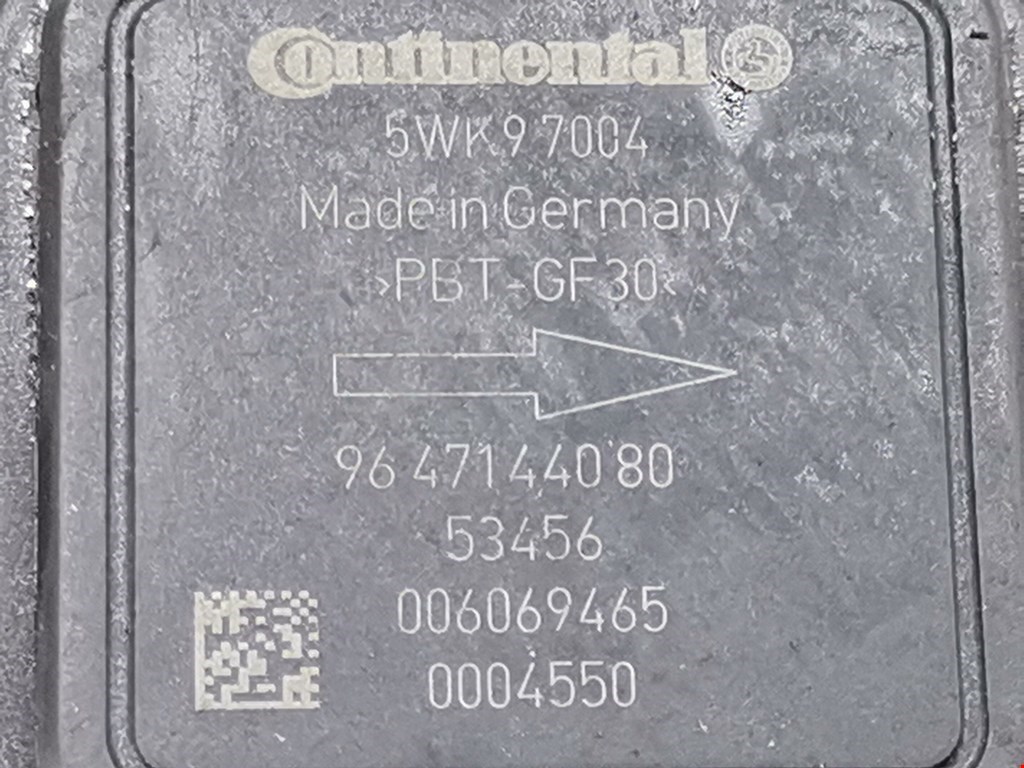 Continental
5WK9 7004
Made in Germany
>PBT-GF30<
96 471 440 80
53456
006069465
0004550